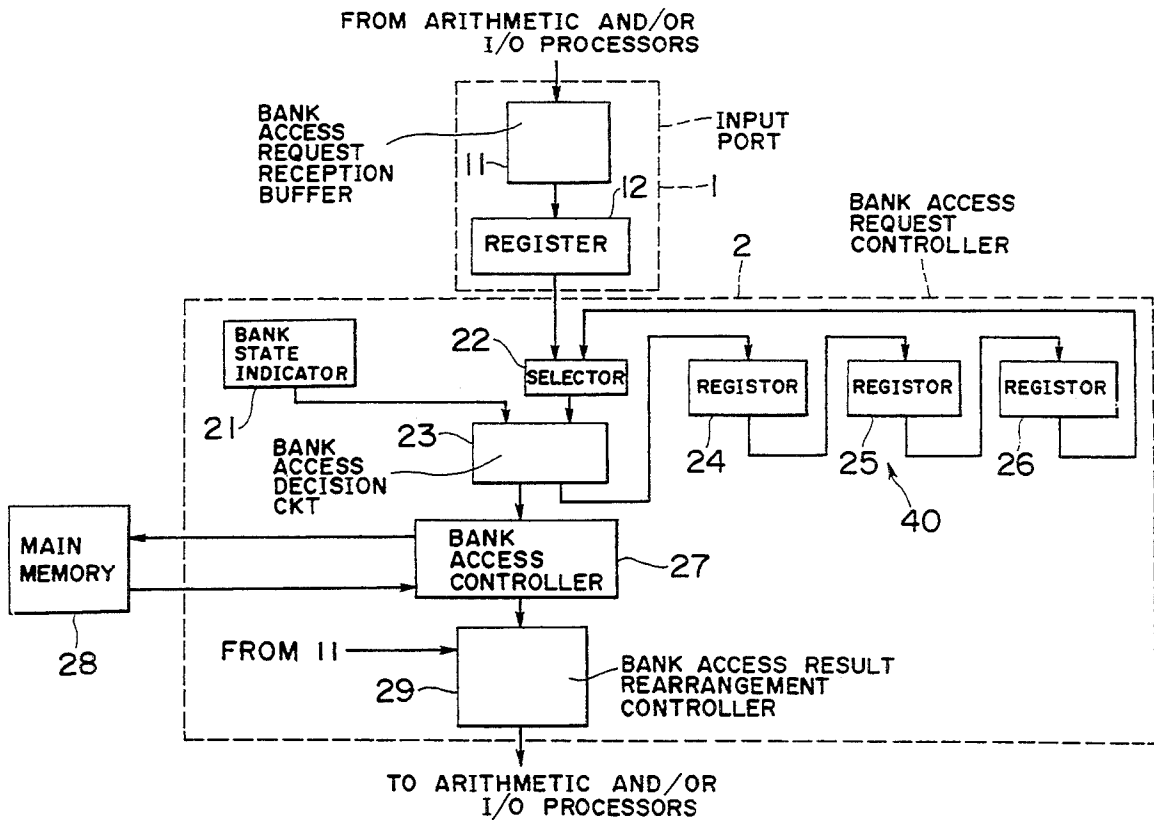 FROM ARITHMETIC AND/OR
I/O PROCESSORS
BANK
ACCESS
REQUEST
RECEPTION
BUFFER
11
INPUT
PORT
1
12
REGISTER
BANK ACCESS
REQUEST
CONTROLLER
2
BANK
STATE
INDICATOR
21
22
SELECTOR
REGISTOR
24
REGISTOR
25
REGISTOR
26
40
23
BANK
ACCESS
DECISION
CKT
MAIN
MEMORY
28
BANK
ACCESS
CONTROLLER
27
FROM 11
29
BANK ACCESS RESULT
REARRANGEMENT
CONTROLLER
TO ARITHMETIC AND/OR
I/O PROCESSORS